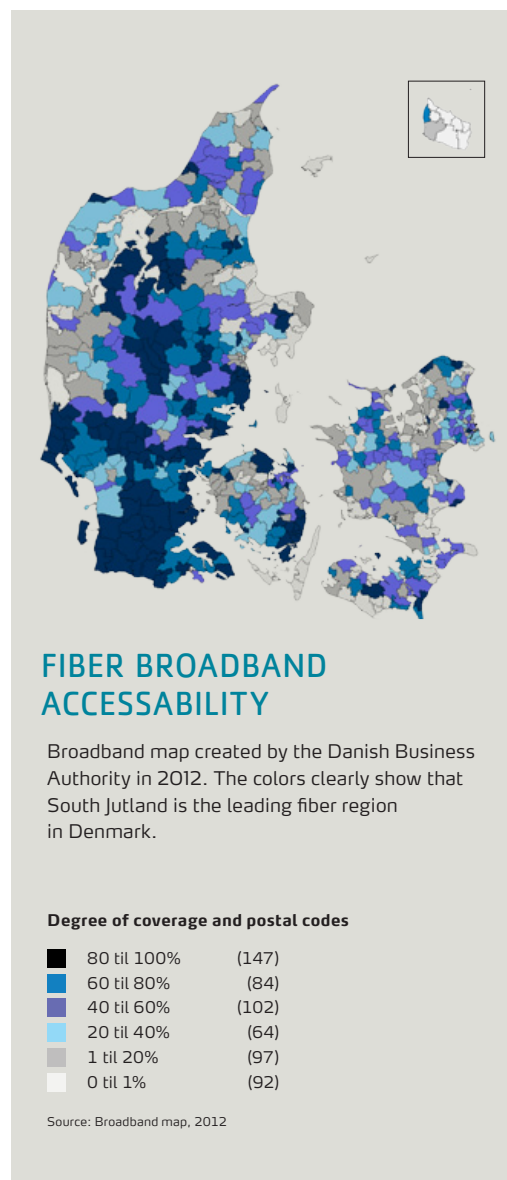 FIBER BROADBAND
ACCESSABILITY
Broadband map created by the Danish Business
Authority in 2012. The colors clearly show that
South Jutland is the leading fiber region
in Denmark.
Degree of coverage and postal codes
80 til 100% (147)
60 til 80% (84)
40 til 60% (102)
20 til 40% (64)
1 til 20% (97)
0 til 1% (92)
Source: Broadband map, 2012